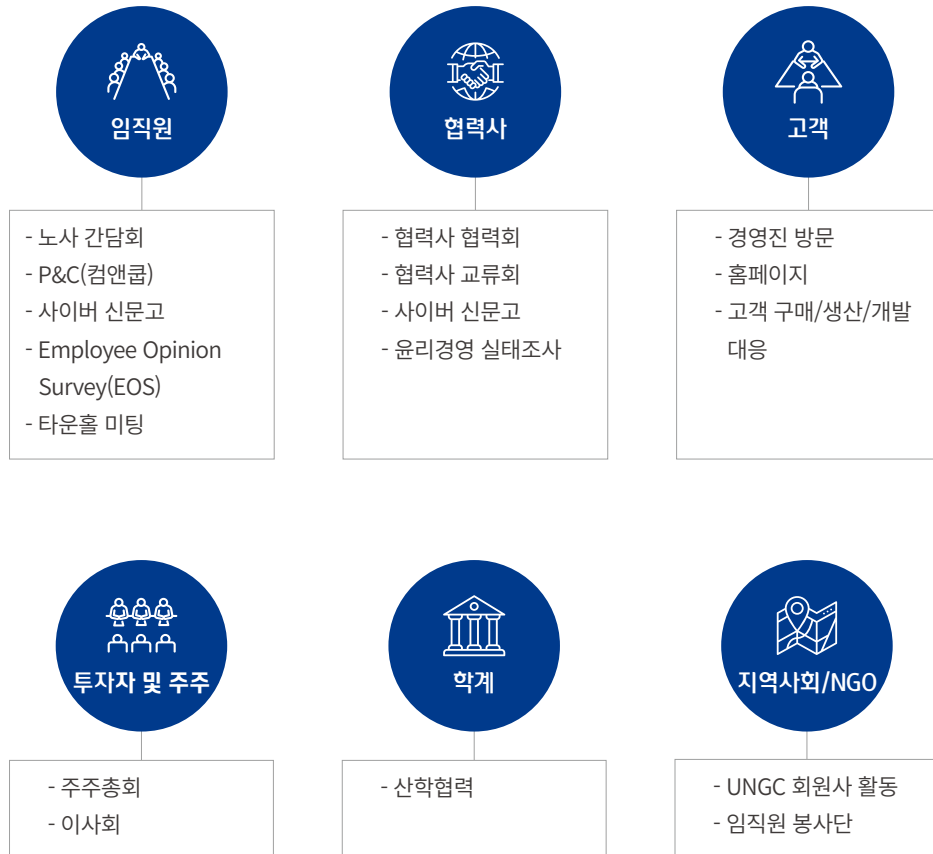 임직원
- 노사 간담회
- P&C(컴앤쿱)
- 사이버 신문고
- Employee Opinion
Survey(EOS)
- 타운홀 미팅
협력사
- 협력사 협력회
- 협력사 교류회
- 사이버 신문고
- 윤리경영 실태조사
고객
- 경영진 방문
- 홈페이지
- 고객 구매/생산/개발
대응
투자자 및 주주
- 주주총회
- 이사회
학계
- 산학협력
지역사회/NGO
- UNGC 회원사 활동
- 임직원 봉사단